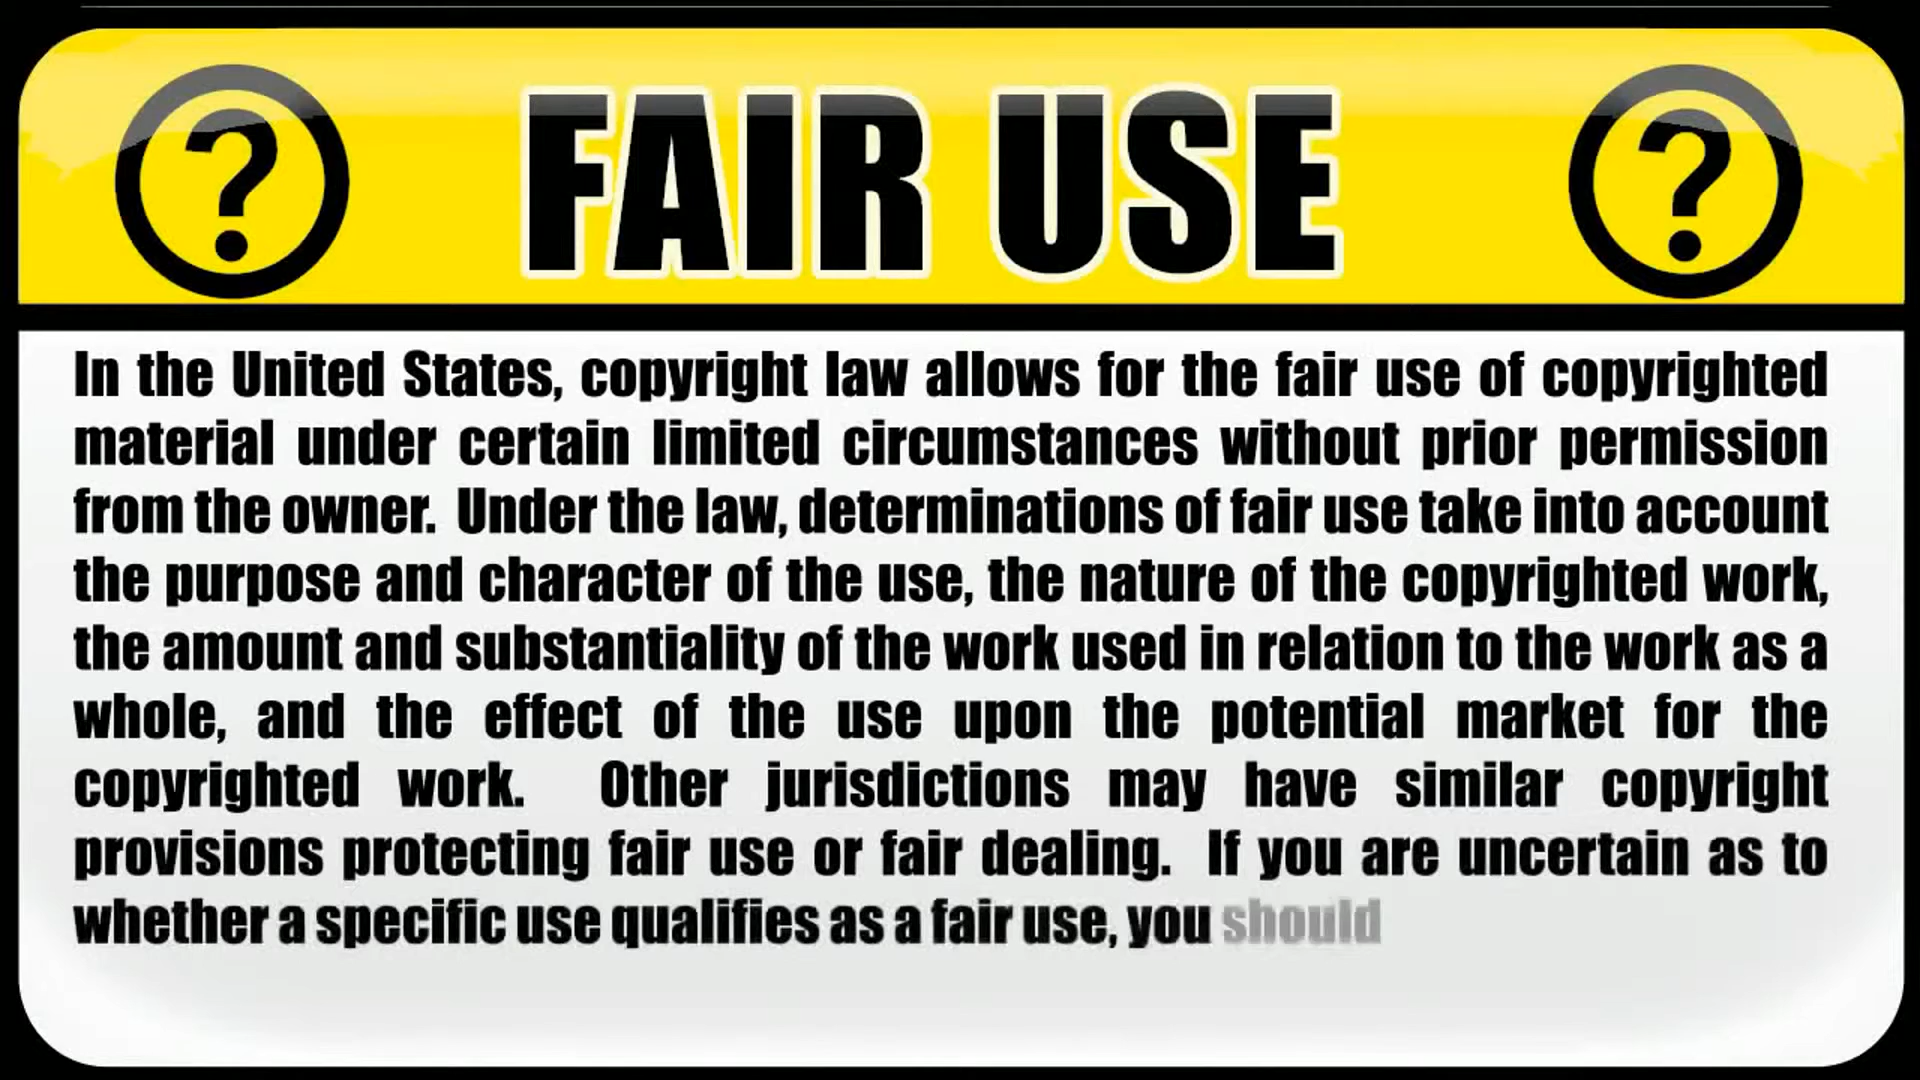 FAIR USE
In the United States, copyright law allows for the fair use of copyrighted
material under certain limited circumstances without prior permission
from the owner. Under the law, determinations of fair use take into account
the purpose and character of the use, the nature of the copyrighted work,
the amount and substantiality of the work used in relation to the work as a
whole, and the effect of the use upon the potential market for the
copyrighted work. Other jurisdictions may have similar copyright
provisions protecting fair use or fair dealing. If you are uncertain as to
whether a specific use qualifies as a fair use, you should